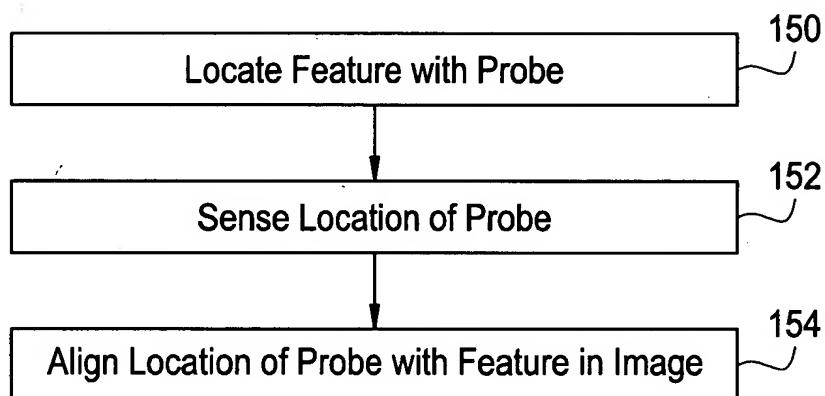 150
Locate Feature with Probe
152
Sense Location of Probe
154
Align Location of Probe with Feature in Image